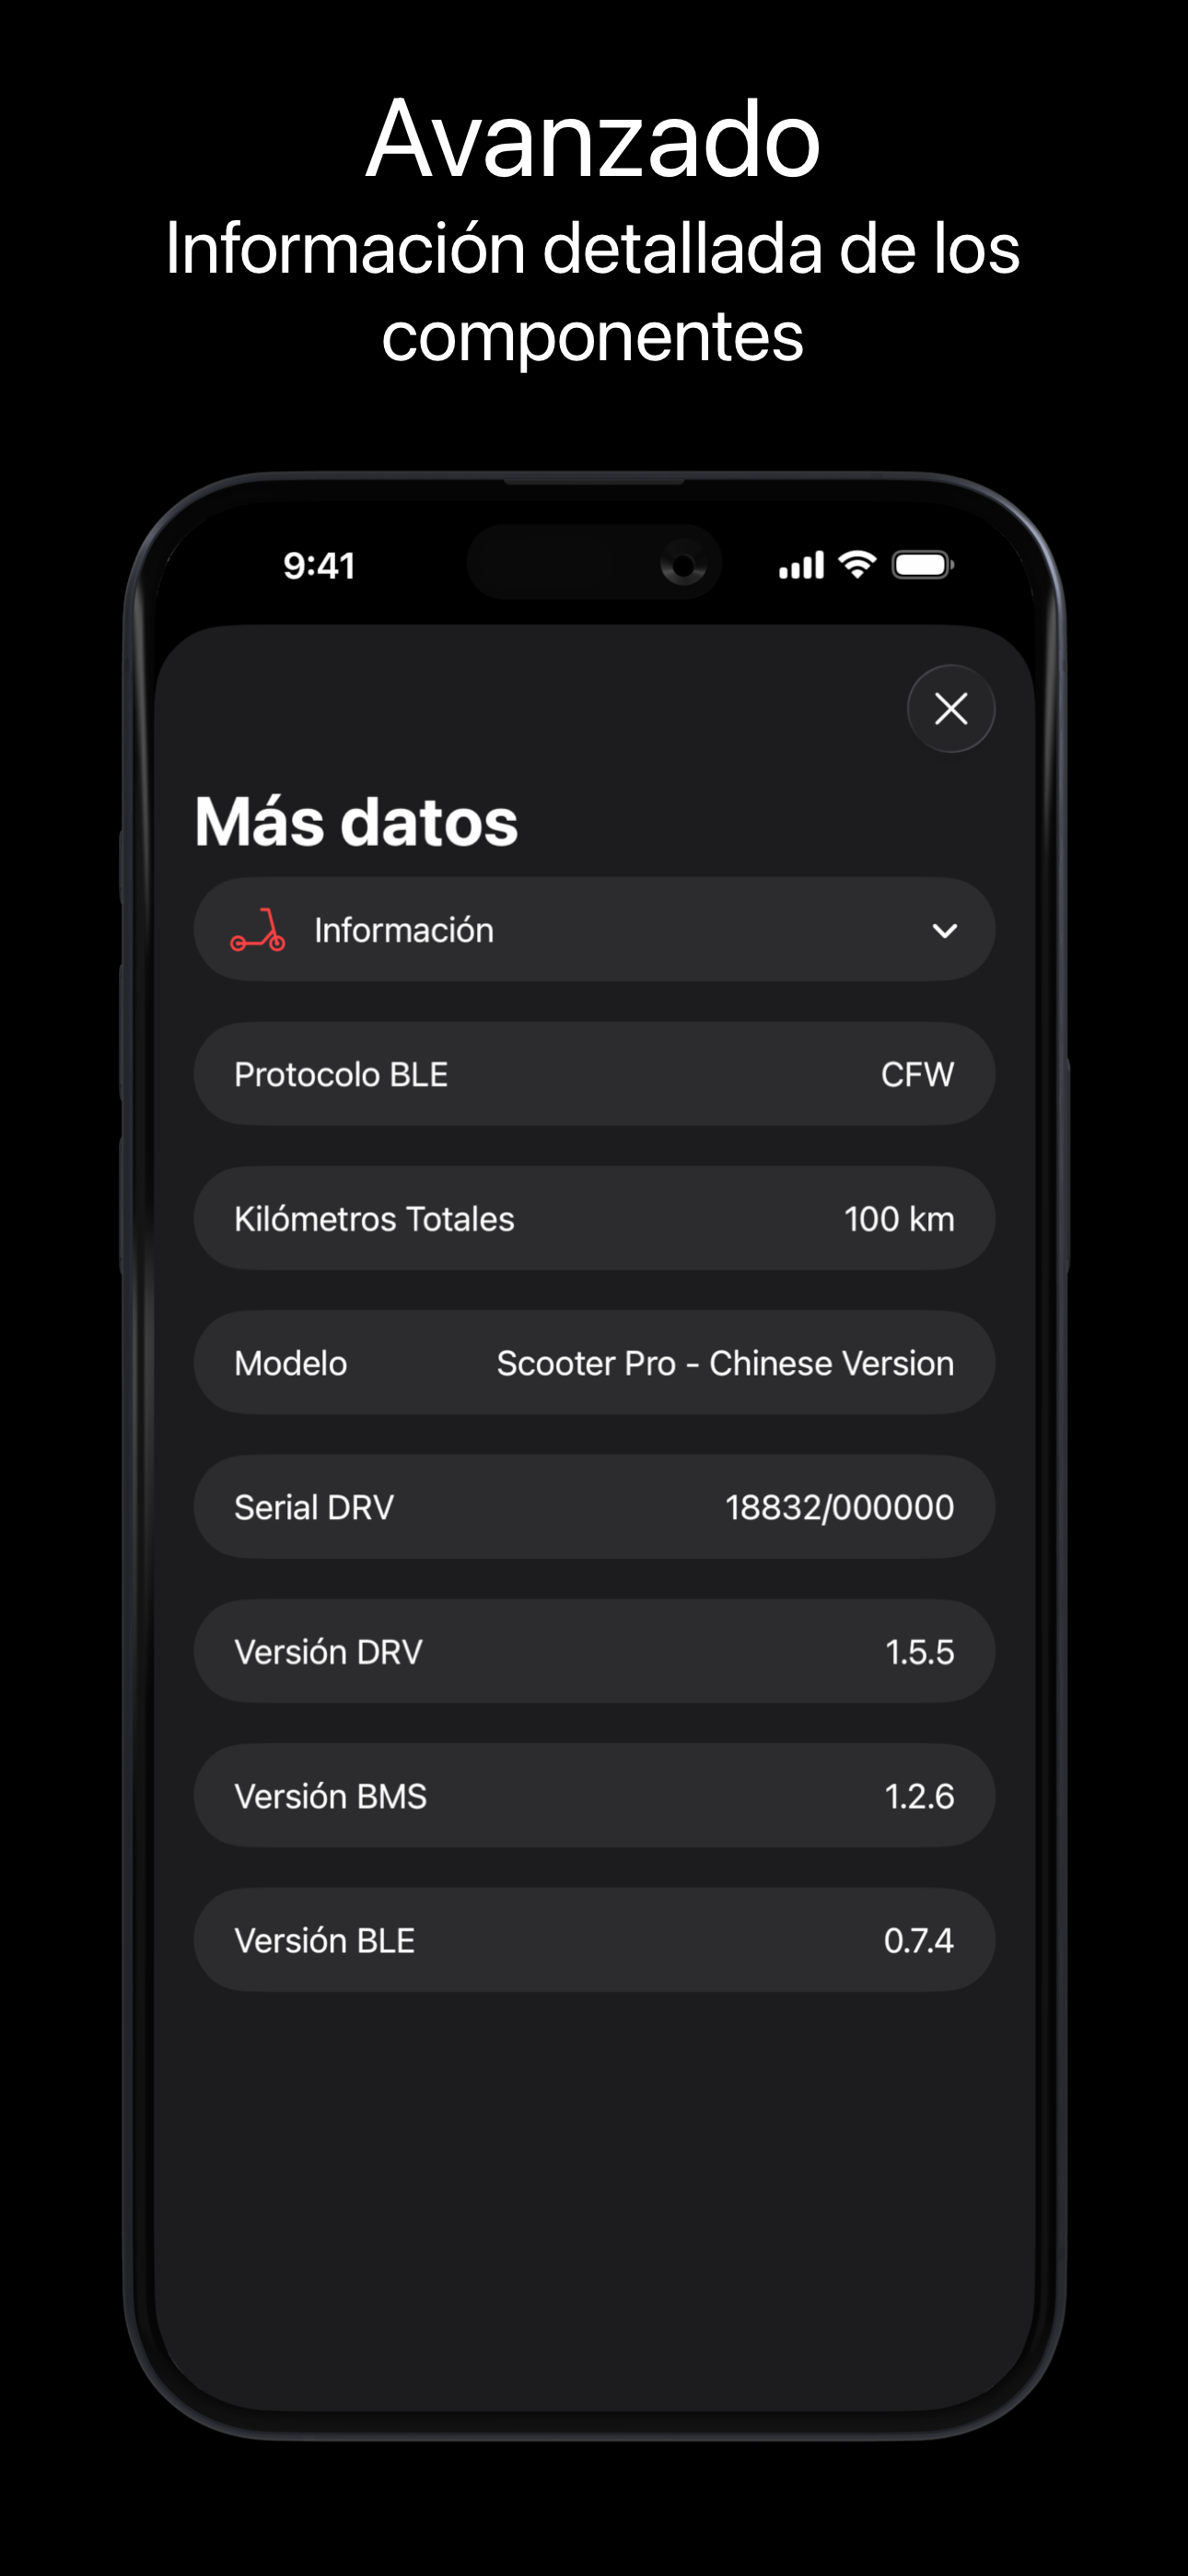 Avanzado
Información detallada de los
componentes
9:41
Más datos
Información
Protocolo BLE CFW
Kilómetros Totales 100 km
Modelo Scooter Pro - Chinese Version
Serial DRV 18832/000000
Versión DRV 1.5.5
Versión BMS 1.2.6
Versión BLE 0.7.4